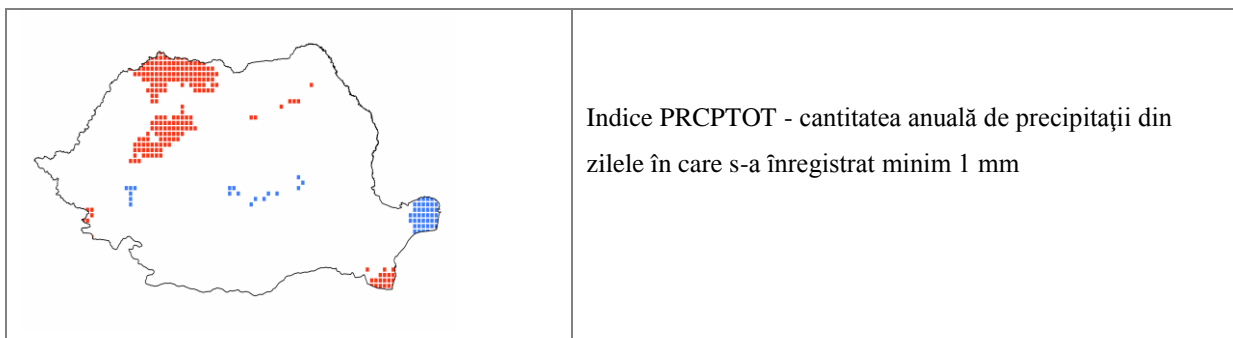 Indice PRCPTOT - cantitatea anuală de precipitaţii din
zilele în care s-a înregistrat minim 1 mm